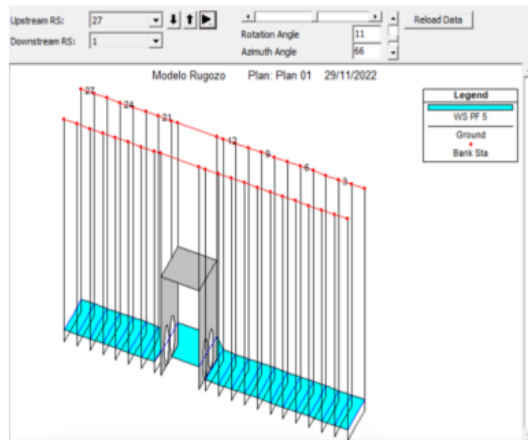 Upstream RS: 27 Reload Data
Rotation Angle 11
Downstream RS: 1 Azimuth Angle 66
Modelo Rugozo Plan: Plan 01 29/11/2022
Legend
WS PF 5
Ground
Bank Sta
27
24
21
12
9
6
3